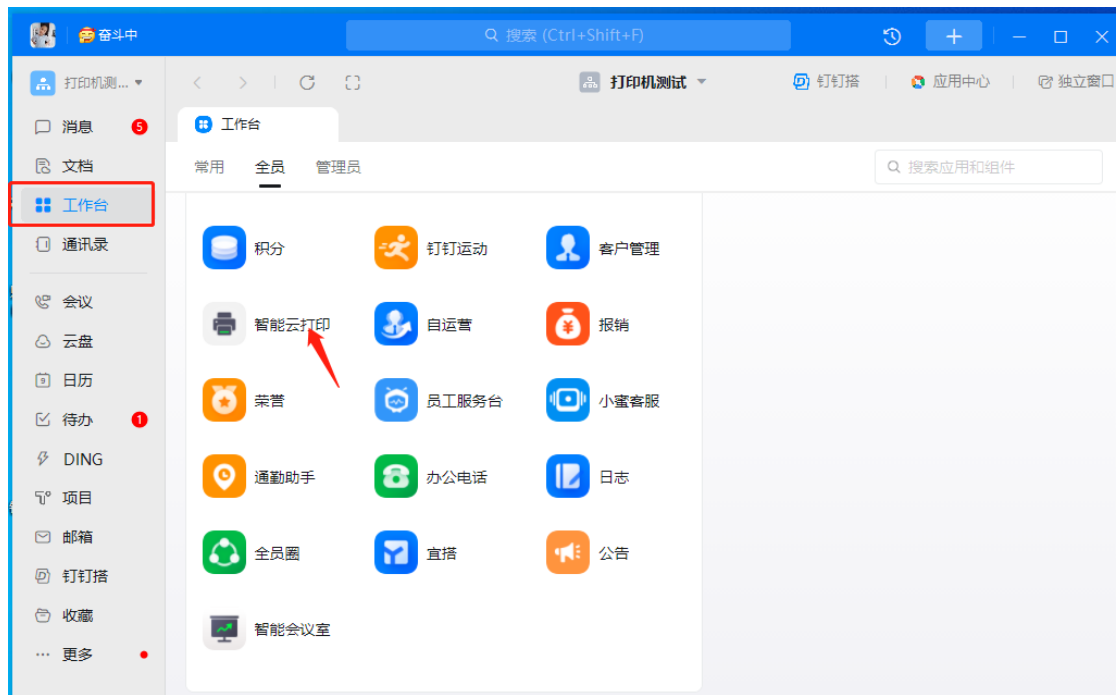 奋斗中
搜索 (Ctrl+Shift+F)
打印机测...
打印机测试
钉钉搭
应用中心
独立窗口
消息 5
文档
工作台
通讯录
会议
云盘
9 日历
待办 1
DING
项目
邮箱
钉钉搭
收藏
更多
工作台
常用 全员 管理员
搜索应用和组件
积分 钉钉运动 客户管理
智能云打印 自运营 报销
荣誉 员工服务台 小蜜客服
通勤助手 办公电话 日志
全员圈 宜搭 公告
智能会议室